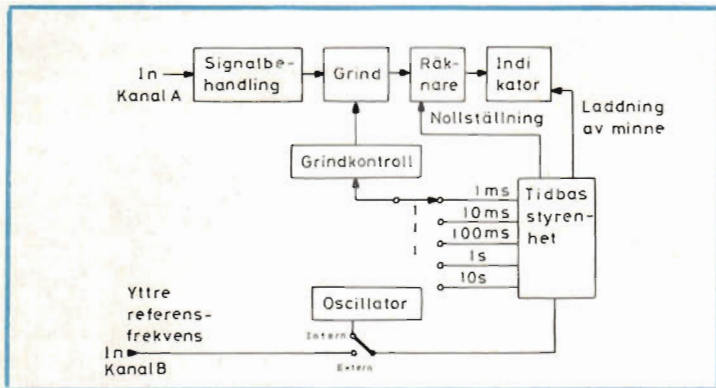 In
Kanal A
Signatbe-
handling
Grind
Räk-
nare
Indi
kator
Nollställning
Laddning
av minne
Grindkontroll
1ms
10ms
100ms
1s
10s
Tidbas
styren-
het
Oscillator
Yttre
referens-
frekvens
Intern
Extern
In
Kanal B